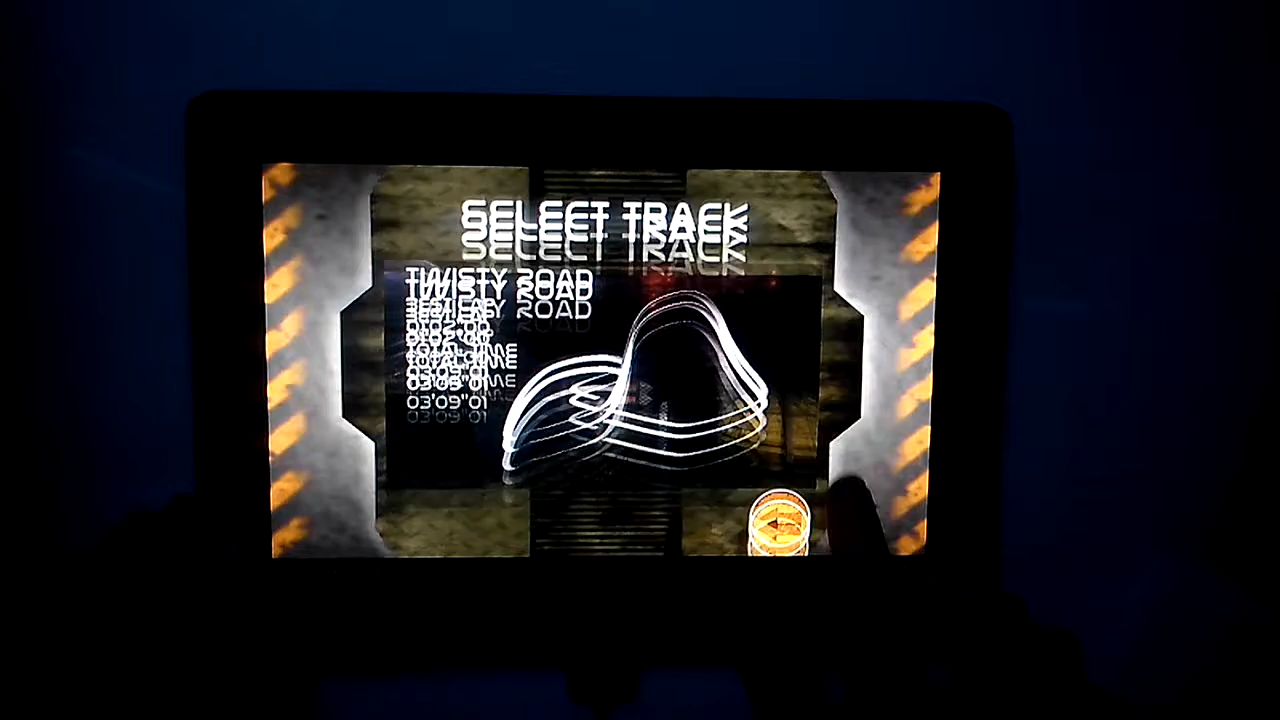 SELECT TRACK
TWISTY ROAD
BEST LAP
TOTAL TIME
03'09"01